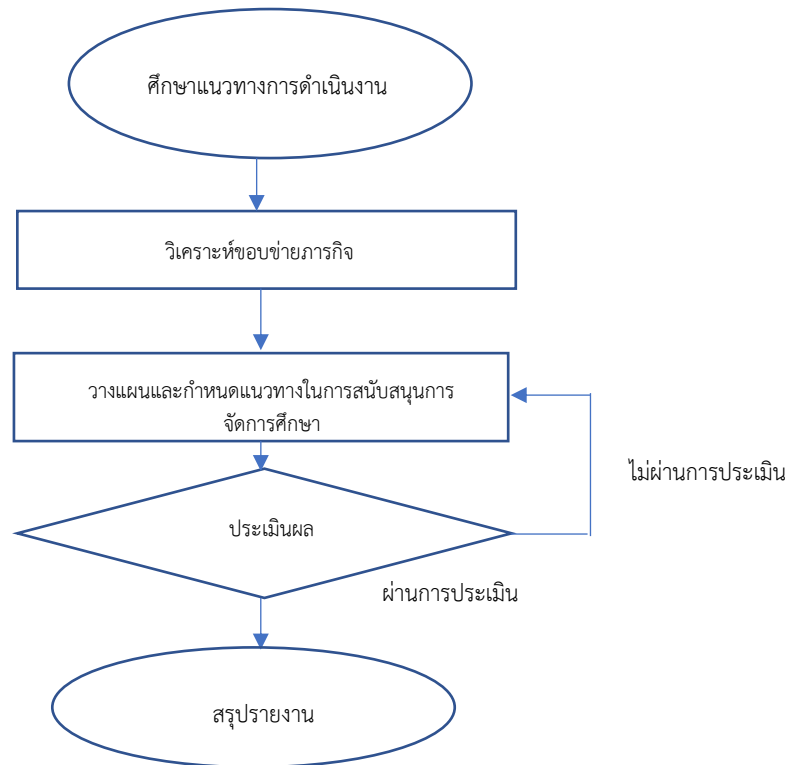 ศึกษาแนวทางการดำเนินงาน
วิเคราะห์ขอบข่ายภารกิจ
วางแผนและกำหนดแนวทางในการสนับสนุนการ
จัดการศึกษา
ไม่ผ่านการประเมิน
ประเมินผล
ผ่านการประเมิน
สรุปรายงาน